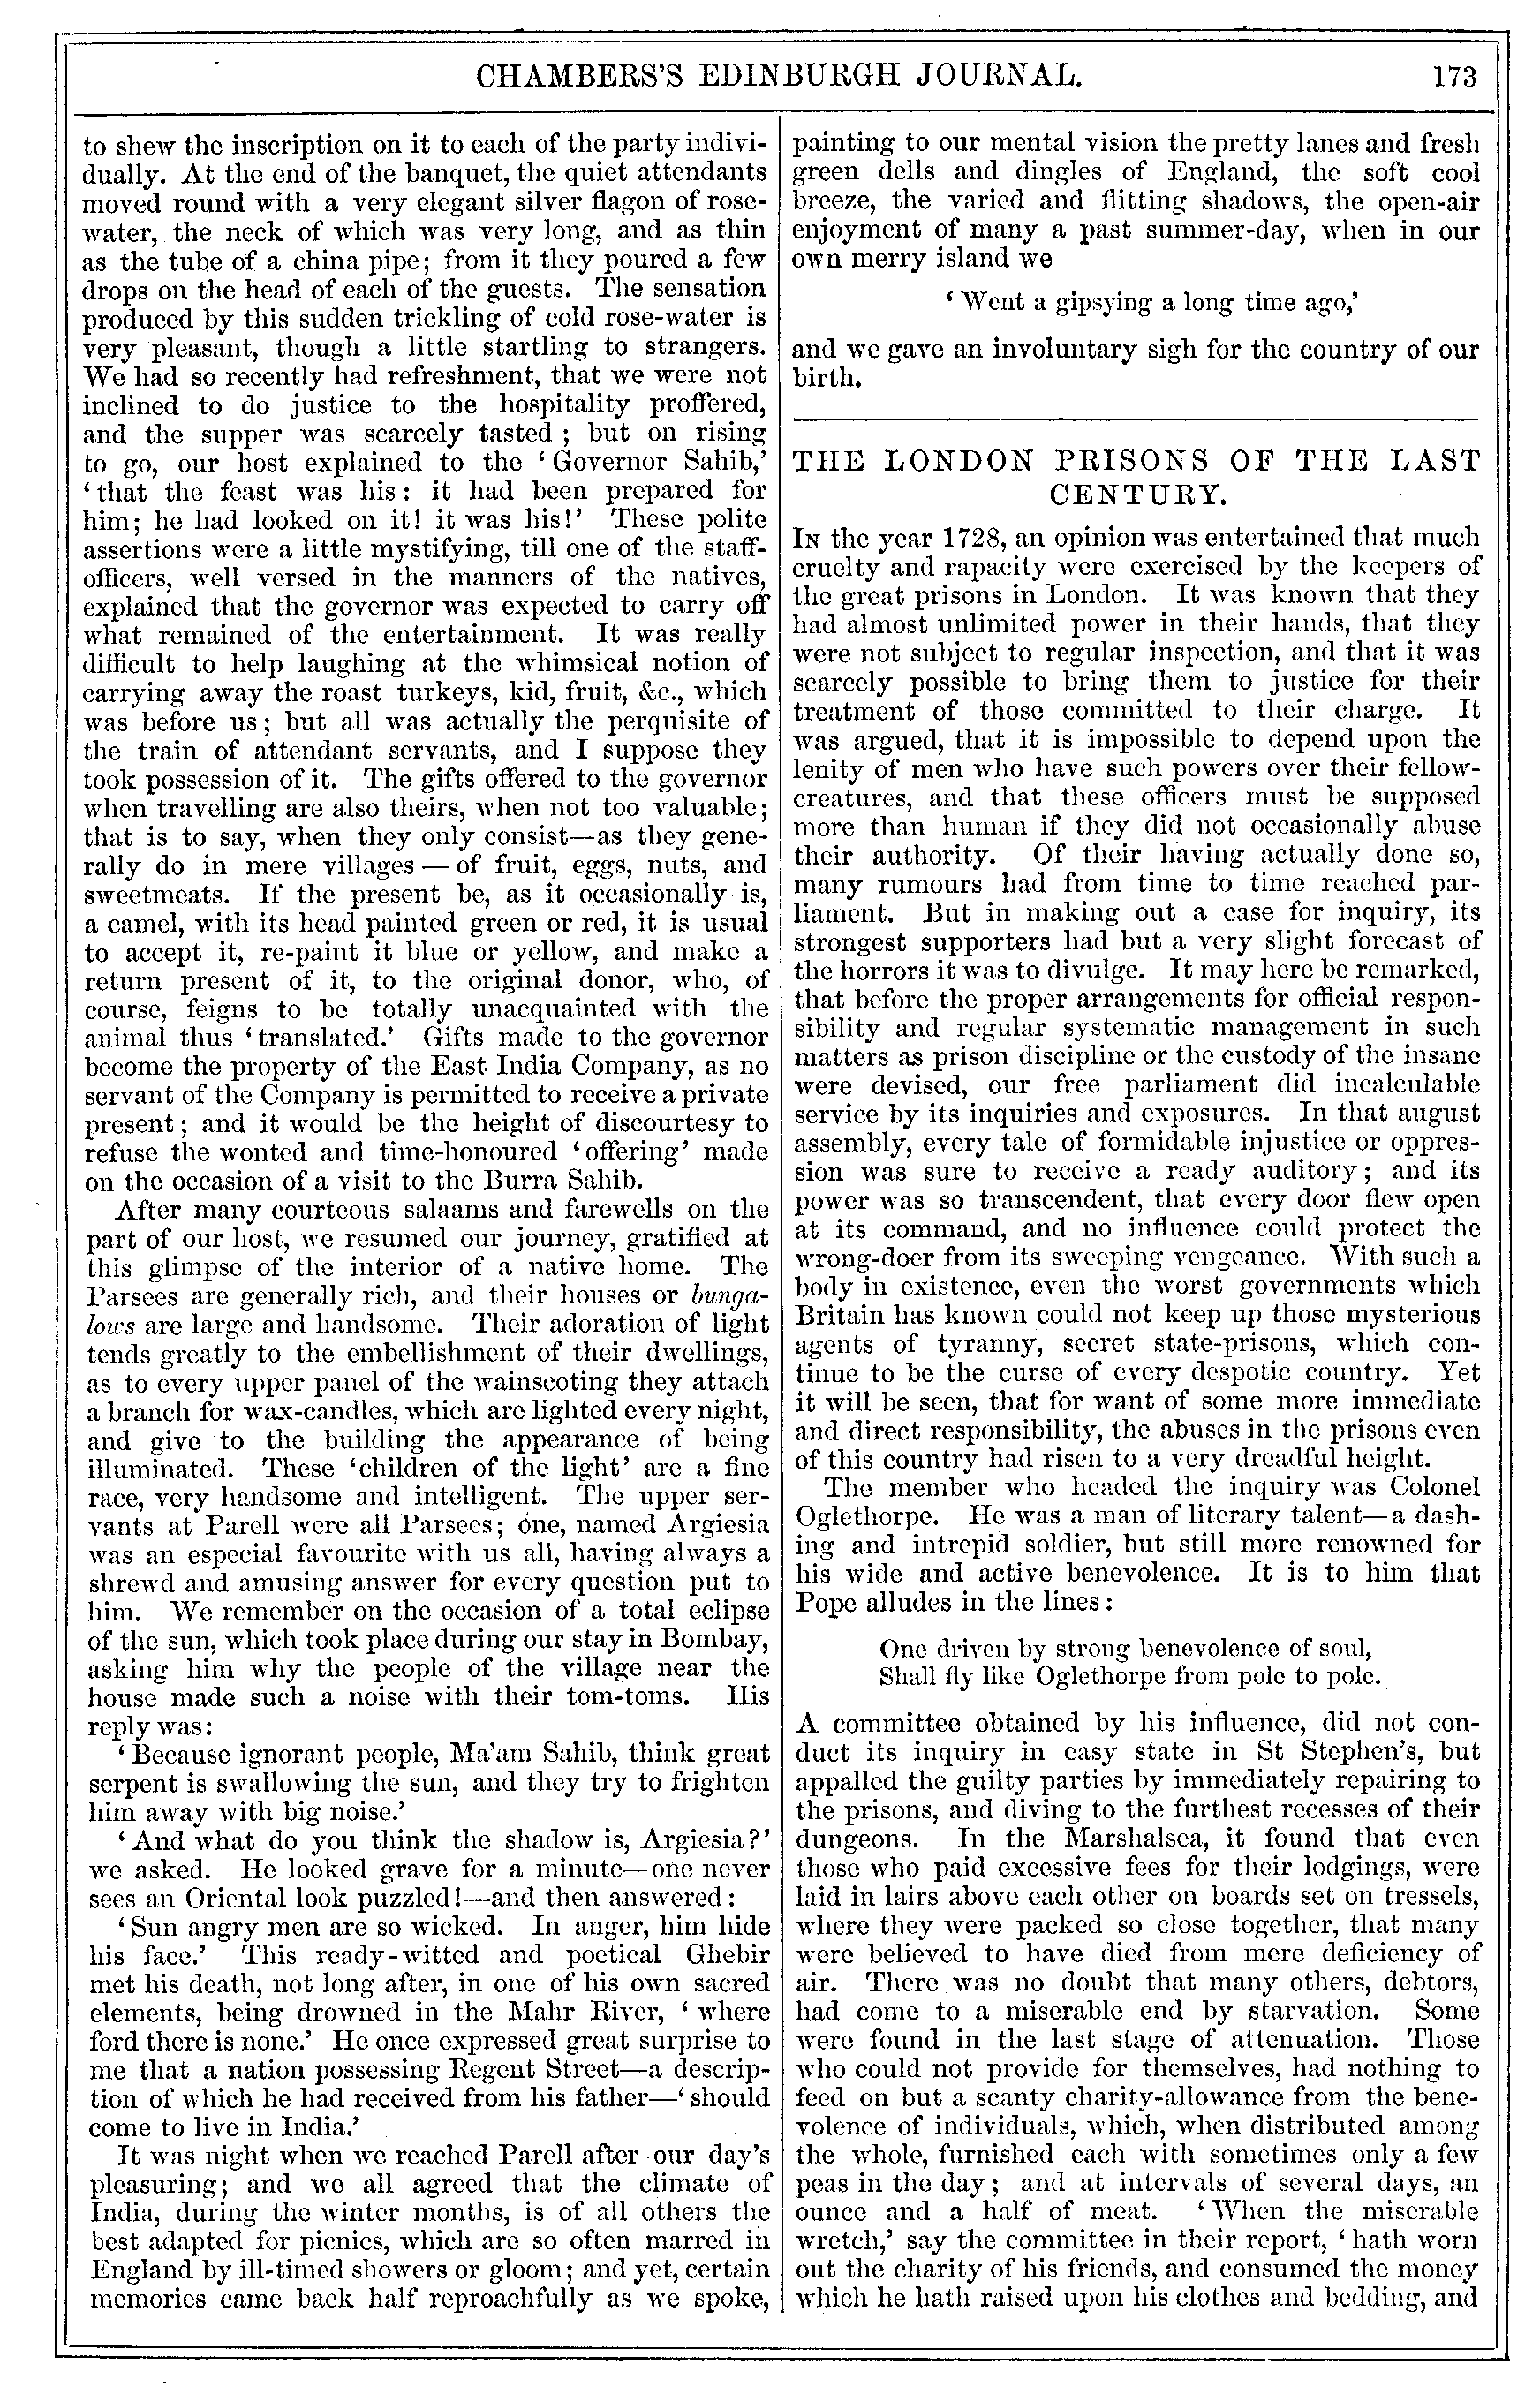 CHAMBERS'S EDINBURGH JOURNAL. 173
to shew the inscription on it to each of the party indivi-
dually. At the end of the banquet, the quiet attendants
moved round with a very elegant silver flagon of rose-
water, the neck of which was very long, and as thin
as the tube of a china pipe; from it they poured a few
drops on the head of each of the guests. The sensation
produced by this sudden trickling of cold rose-water is
very pleasant, though a little startling to strangers.
We had so recently had refreshment, that we were not
inclined to do justice to the hospitality proffered,
and the supper was scarcely tasted; but on rising
to go, our host explained to the 'Governor Sahib,'
'that the feast was his: it had been prepared for
him; he had looked on it! it was his!' These polite
assertions were a little mystifying, till one of the staff-
officers, well versed in the manners of the natives,
explained that the governor was expected to carry off
what remained of the entertainment. It was really
difficult to help laughing at the whimsical notion of
carrying away the roast turkeys, kid, fruit, &c., which
was before us; but all was actually the perquisite of
the train of attendant servants, and I suppose they
took possession of it. The gifts offered to the governor
when travelling are also theirs, when not too valuable;
that is to say, when they only consist—as they gene-
rally do in mere villages—of fruit, eggs, nuts, and
sweetmeats. If the present be, as it occasionally is,
a camel, with its head painted green or red, it is usual
to accept it, re-paint it blue or yellow, and make a
return present of it, to the original donor, who, of
course, feigns to be totally unacquainted with the
animal thus 'translated.' Gifts made to the governor
become the property of the East India Company, as no
servant of the Company is permitted to receive a private
present; and it would be the height of discourtesy to
refuse the wonted and time-honoured 'offering' made
on the occasion of a visit to the Burra Sahib.
After many courteous salaams and farewells on the
part of our host, we resumed our journey, gratified at
this glimpse of the interior of a native home. The
Parsees are generally rich, and their houses or bunga-
lows are large and handsome. Their adoration of light
tends greatly to the embellishment of their dwellings,
as to every upper panel of the wainscoting they attach
a branch for wax-candles, which are lighted every night,
and give to the building the appearance of being
illuminated. These 'children of the light' are a fine
race, very handsome and intelligent. The upper ser-
vants at Parell were all Parsees; one, named Argiesia
was an especial favourite with us all, having always a
shrewd and amusing answer for every question put to
him. We remember on the occasion of a total eclipse
of the sun, which took place during our stay in Bombay,
asking him why the people of the village near the
house made such a noise with their tom-toms. His
reply was:
'Because ignorant people, Ma'am Sahib, think great
serpent is swallowing the sun, and they try to frighten
him away with big noise.'
'And what do you think the shadow is, Argiesia?'
we asked. He looked grave for a minute—one never
sees an Oriental look puzzled!—and then answered:
'Sun angry men are so wicked. In anger, him hide
his face.' This ready-witted and poetical Ghebir
met his death, not long after, in one of his own sacred
elements, being drowned in the Mahr River, 'where
ford there is none.' He once expressed great surprise to
me that a nation possessing Regent Street—a descrip-
tion of which he had received from his father—'should
come to live in India.'
It was night when we reached Parell after our day's
pleasuring; and we all agreed that the climate of
India, during the winter months, is of all others the
best adapted for picnics, which are so often marred in
England by ill-timed showers or gloom; and yet, certain
memories came back half reproachfully as we spoke,
painting to our mental vision the pretty lanes and fresh
green dells and dingles of England, the soft cool
breeze, the varied and flitting shadows, the open-air
enjoyment of many a past summer-day, when in our
own merry island we
'Went a gipsying a long time ago,'
and we gave an involuntary sigh for the country of our
birth.
THE LONDON PRISONS OF THE LAST
CENTURY.
IN the year 1728, an opinion was entertained that much
cruelty and rapacity were exercised by the keepers of
the great prisons in London. It was known that they
had almost unlimited power in their hands, that they
were not subject to regular inspection, and that it was
scarcely possible to bring them to justice for their
treatment of those committed to their charge. It
was argued, that it is impossible to depend upon the
lenity of men who have such powers over their fellow-
creatures, and that these officers must be supposed
more than human if they did not occasionally abuse
their authority. Of their having actually done so,
many rumours had from time to time reached par-
liament. But in making out a case for inquiry, its
strongest supporters had but a very slight forecast of
the horrors it was to divulge. It may here be remarked,
that before the proper arrangements for official respon-
sibility and regular systematic management in such
matters as prison discipline or the custody of the insane
were devised, our free parliament did incalculable
service by its inquiries and exposures. In that august
assembly, every tale of formidable injustice or oppres-
sion was sure to receive a ready auditory; and its
power was so transcendent, that every door flew open
at its command, and no influence could protect the
wrong-doer from its sweeping vengeance. With such a
body in existence, even the worst governments which
Britain has known could not keep up those mysterious
agents of tyranny, secret state-prisons, which con-
tinue to be the curse of every despotic country. Yet
it will be seen, that for want of some more immediate
and direct responsibility, the abuses in the prisons even
of this country had risen to a very dreadful height.
The member who headed the inquiry was Colonel
Oglethorpe. He was a man of literary talent—a dash-
ing and intrepid soldier, but still more renowned for
his wide and active benevolence. It is to him that
Pope alludes in the lines:
One driven by strong benevolence of soul,
Shall fly like Oglethorpe from pole to pole.
A committee obtained by his influence, did not con-
duct its inquiry in easy state in St Stephen's, but
appalled the guilty parties by immediately repairing to
the prisons, and diving to the furthest recesses of their
dungeons. In the Marshalsea, it found that even
those who paid excessive fees for their lodgings, were
laid in lairs above each other on boards set on tressels,
where they were packed so close together, that many
were believed to have died from mere deficiency of
air. There was no doubt that many others, debtors,
had come to a miserable end by starvation. Some
were found in the last stage of attenuation. Those
who could not provide for themselves, had nothing to
feed on but a scanty charity-allowance from the bene-
volence of individuals, which, when distributed among
the whole, furnished each with sometimes only a few
peas in the day; and at intervals of several days, an
ounce and a half of meat. 'When the miserable
wretch,' say the committee in their report, 'hath worn
out the charity of his friends, and consumed the money
which he hath raised upon his clothes and bedding, and